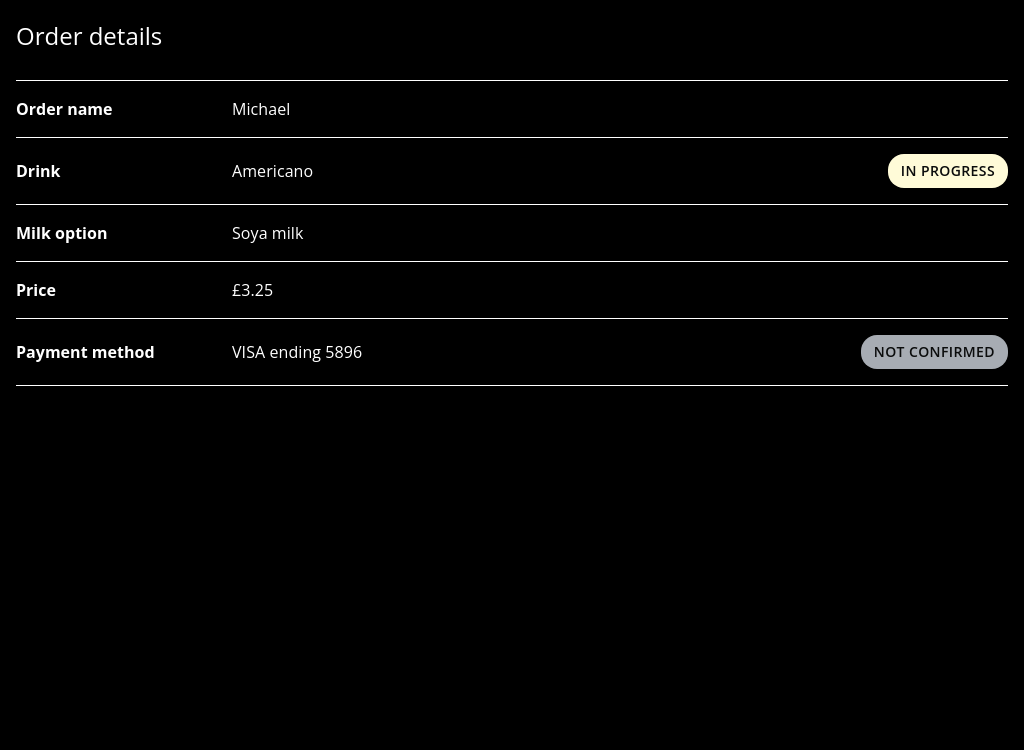 Order details
Order name Michael
Drink Americano IN PROGRESS
Milk option Soya milk
Price £3.25
Payment method VISA ending 5896 NOT CONFIRMED